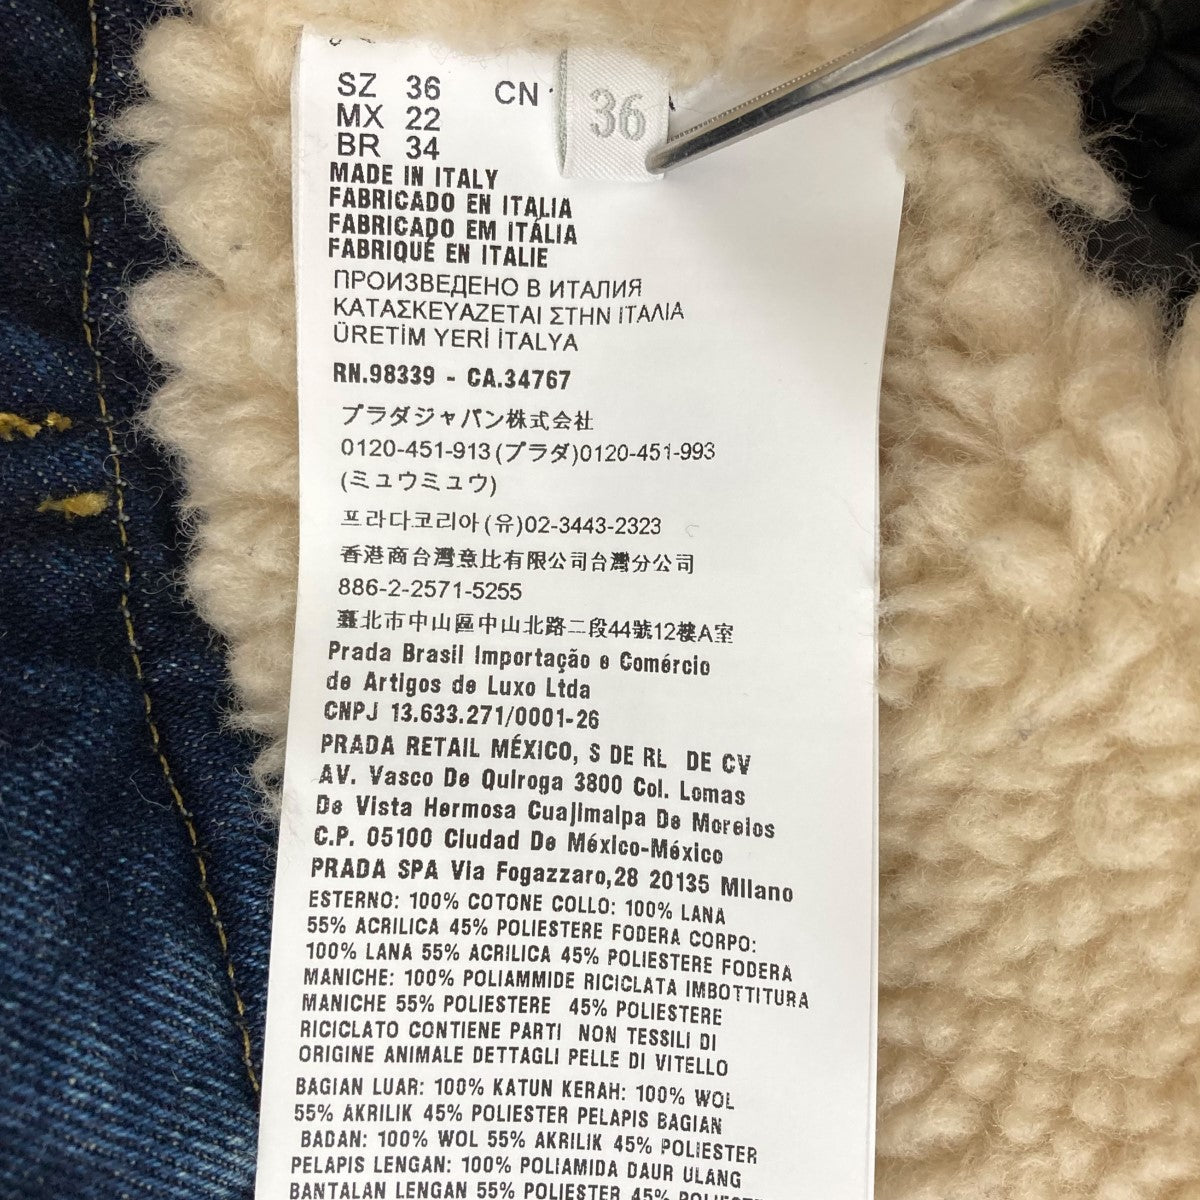 SZ 36 CN
36
MX 22
BR 34
MADE IN ITALY
FABRICADO EN ITALIA
FABRICADO EM ITÁLIA
FABRIQUÉ EN ITALIE
ПРОИЗВЕДЕНО В ИТАЛИЯ
ΚΑΤΑΣΚΕΥΑΖΕΤΑΙ ΣΤΗΝ ΙΤΑΛΙΑ
ÜRETİM YERİ İTALYA
RN.98339 - CA.34767
プラダジャパン株式会社
0120-451-913(プラダ)0120-451-993
(ミュウミュウ)
프라다코리아(유)02-3443-2323
香港商台灣意比有限公司台灣分公司
886-2-2571-5255
臺北市中山區中山北路二段44號12樓A室
Prada Brasil Importação e Comércio
de Artigos de Luxo Ltda
CNPJ 13.633.271/0001-26
PRADA RETAIL MÉXICO, S DE RL DE CV
AV. Vasco De Quiroga 3800 Col. Lomas
De Vista Hermosa Cuajimalpa De Morelos
C.P. 05100 Ciudad De México-México
PRADA SPA Via Fogazzaro,28 20135 Milano
ESTERNO: 100% COTONE COLLO: 100% LANA
55% ACRILICA 45% POLIESTERE FODERA CORPO:
100% LANA 55% ACRILICA 45% POLIESTERE FODERA
MANICHE: 100% POLIAMMIDE RICICLATA IMBOTTITURA
MANICHE 55% POLIESTERE 45% POLIESTERE
RICICLATO CONTIENE PARTI NON TESSILI DI
ORIGINE ANIMALE DETTAGLI PELLE DI VITELLO
BAGIAN LUAR: 100% KATUN KERAH: 100% WOL
55% AKRILIK 45% POLIESTER PELAPIS BAGIAN
BADAN: 100% WOL 55% AKRILIK 45% POLIESTER
PELAPIS LENGAN: 100% POLIAMIDA DAUR ULANG
BANTALAN LENGAN 55% POLIESTER 45% POLIESTER